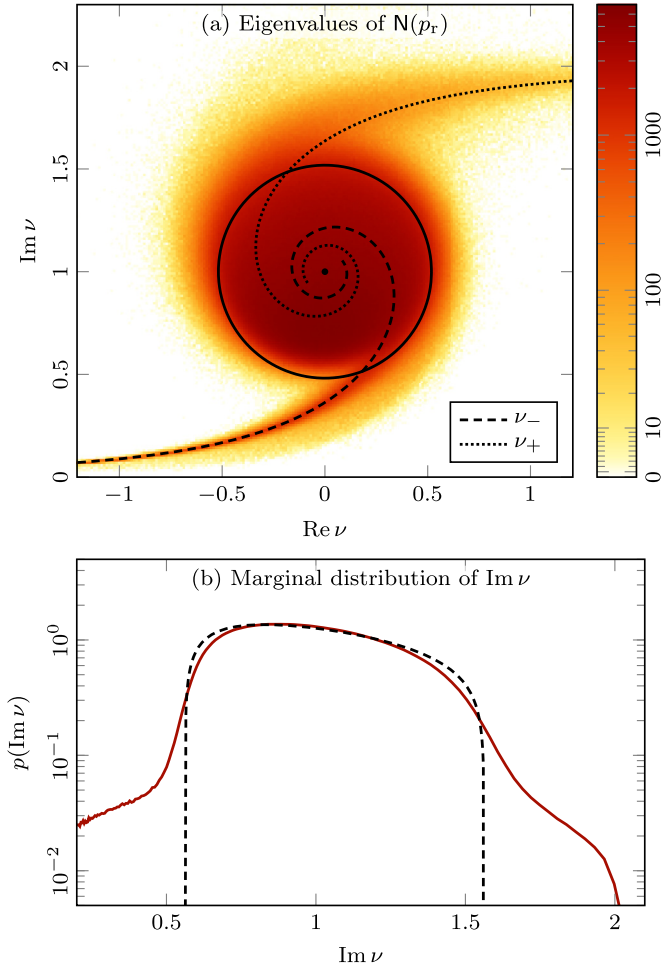 (a) Eigenvalues of N(p_r)
Im ν
0
0.5
1
1.5
2
−1
−0.5
0
0.5
1
Re ν
ν_−
ν_+
1000
100
10
0
(b) Marginal distribution of Im ν
p(Im ν)
10^0
10^−1
10^−2
0.5
1
1.5
2
Im ν